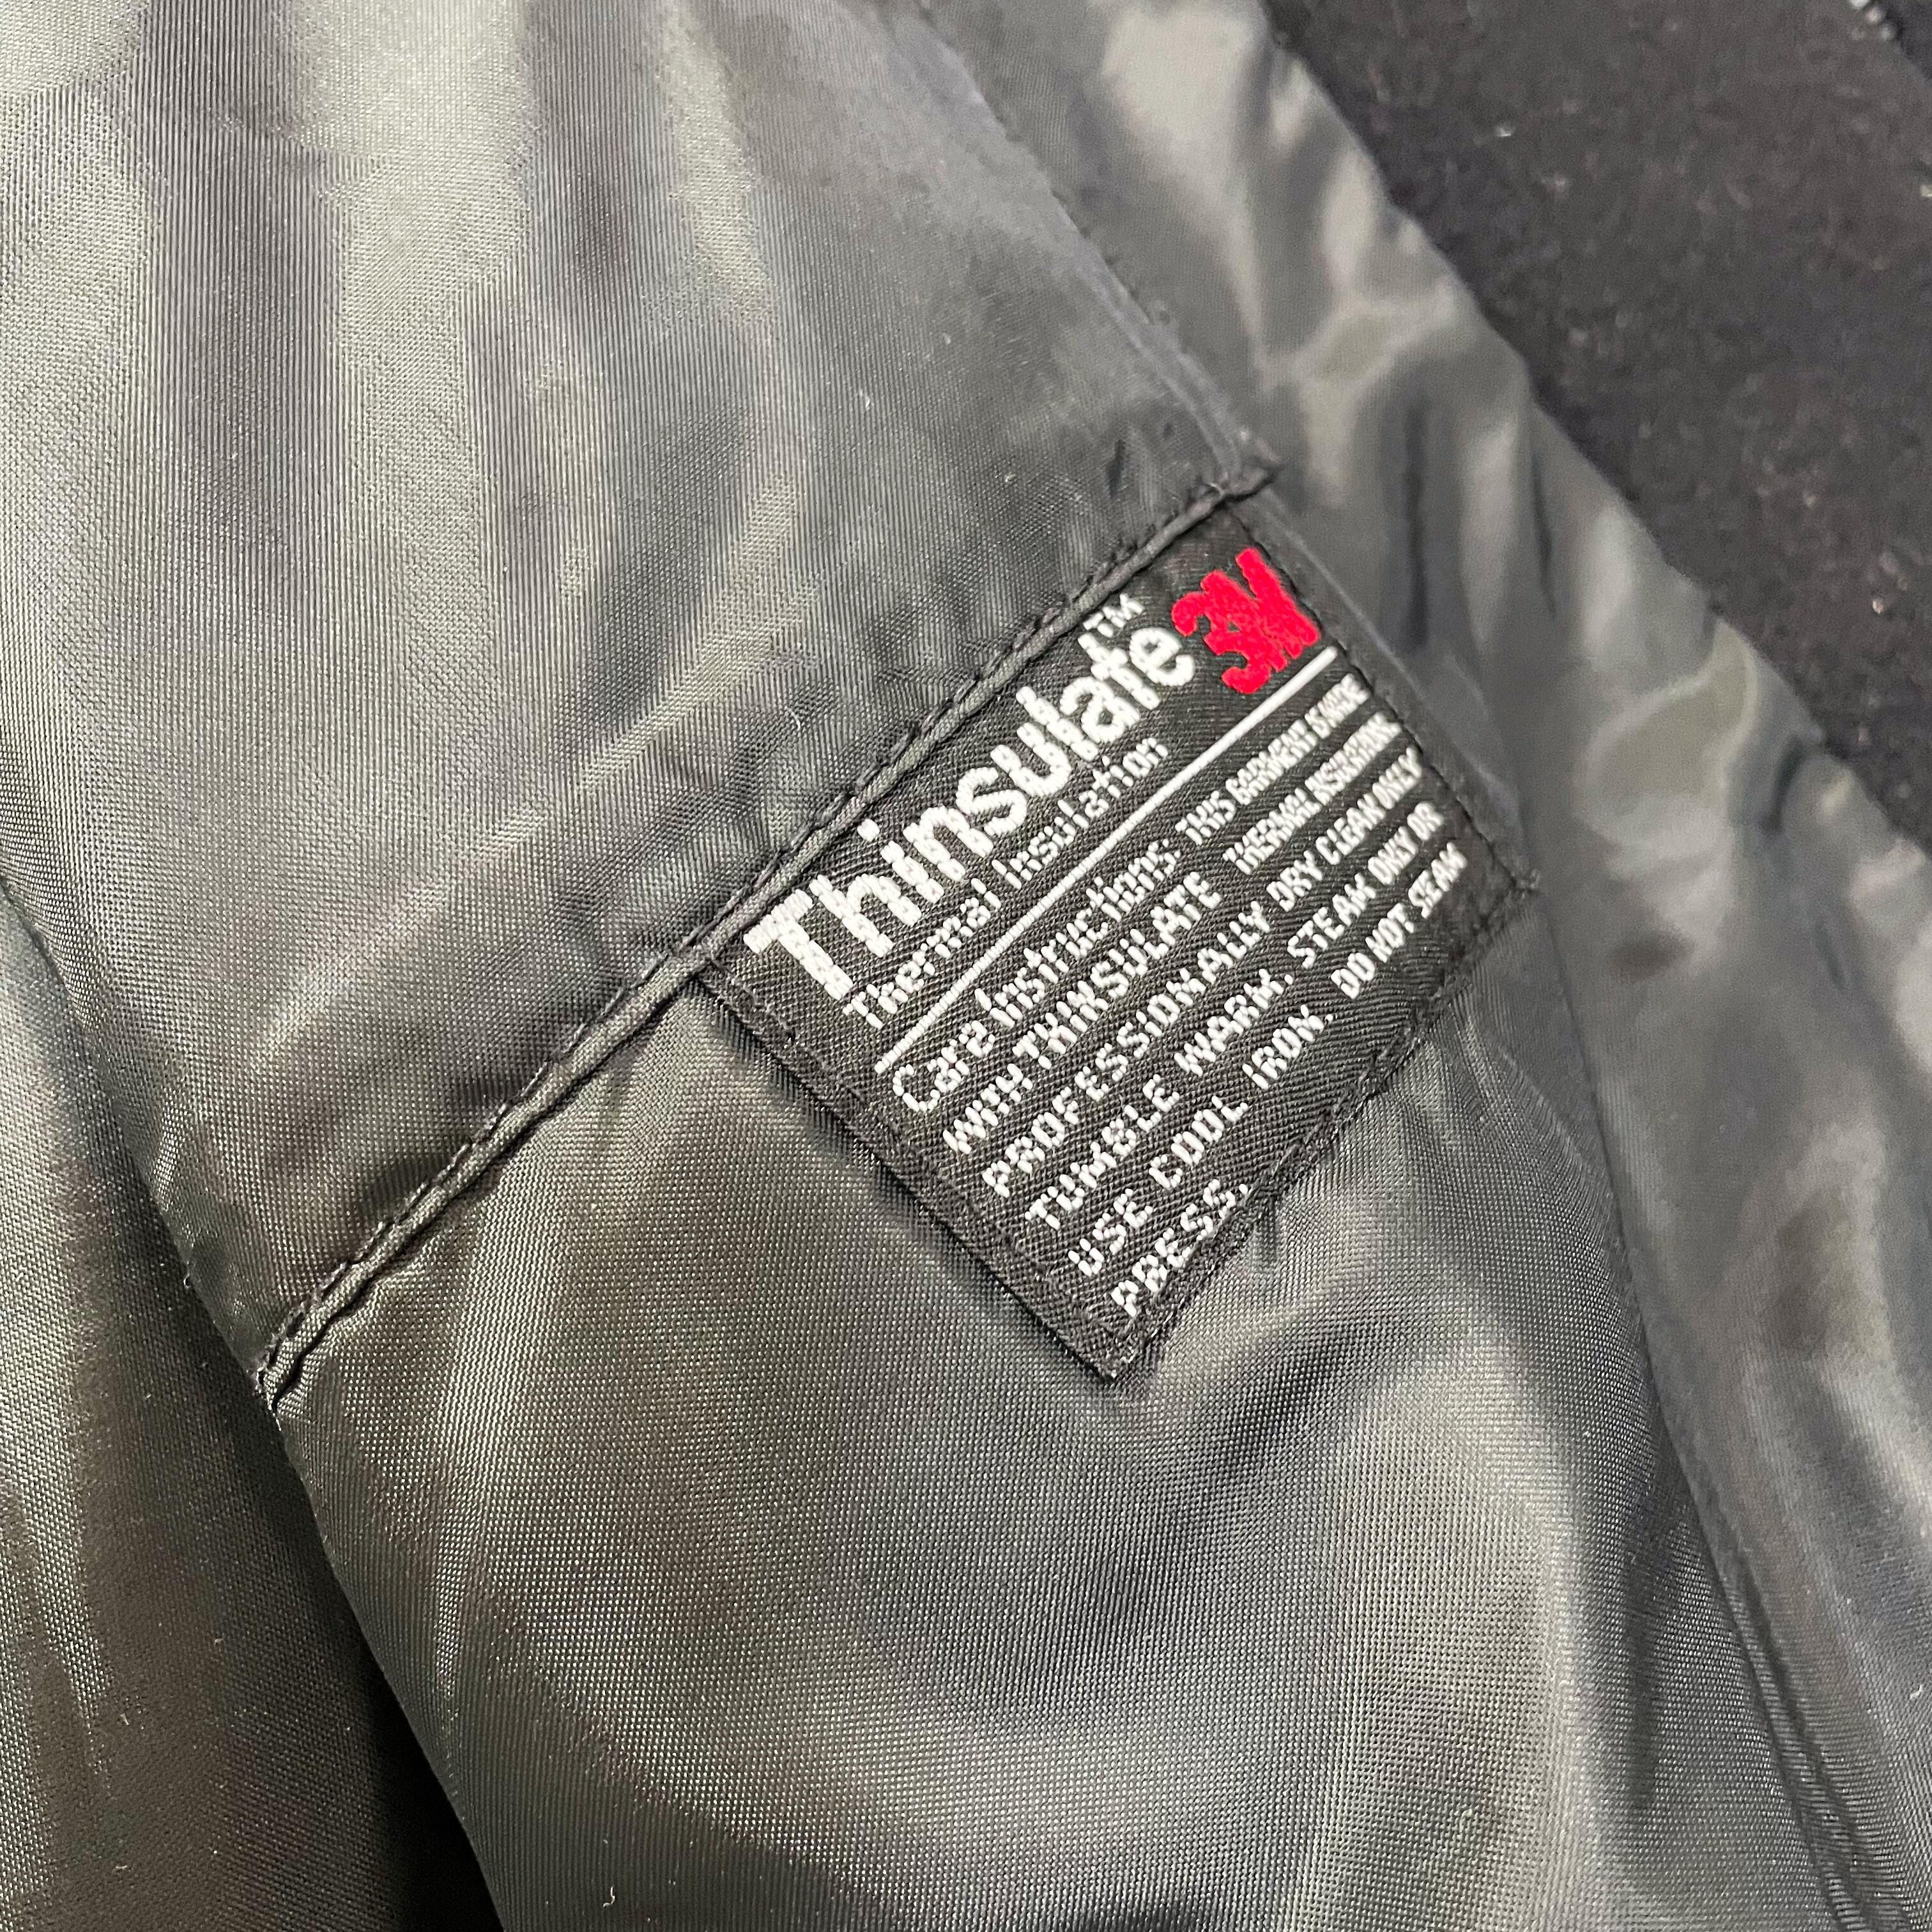 Thinsulate™ 3M
Thermal Insulation
Care Instructions THIS GARMENT IS MADE
WITH THINSULATE THERMAL INSULATION
PROFESSIONALLY DRY CLEAN ONLY
TUMBLE WARM. STEAM ONLY OR
USE COOL IRON. DO NOT STEAM
PRESS.